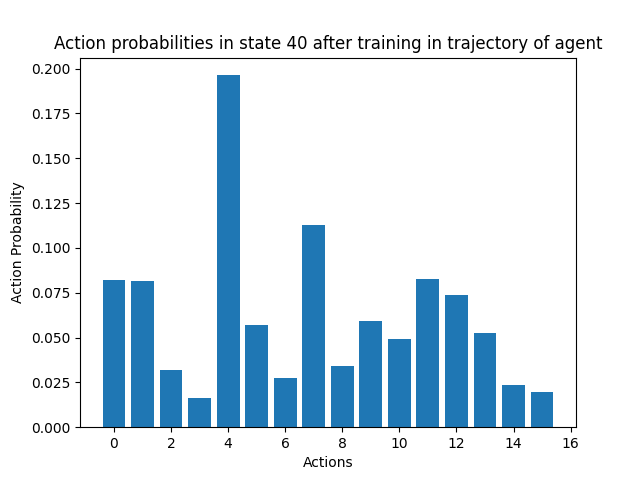 Action probabilities in state 40 after training in trajectory of agent
0.200
0.175
0.150
0.125
0.100
0.075
0.050
0.025
0.000
Action Probability
0 2 4 6 8 10 12 14 16
Actions